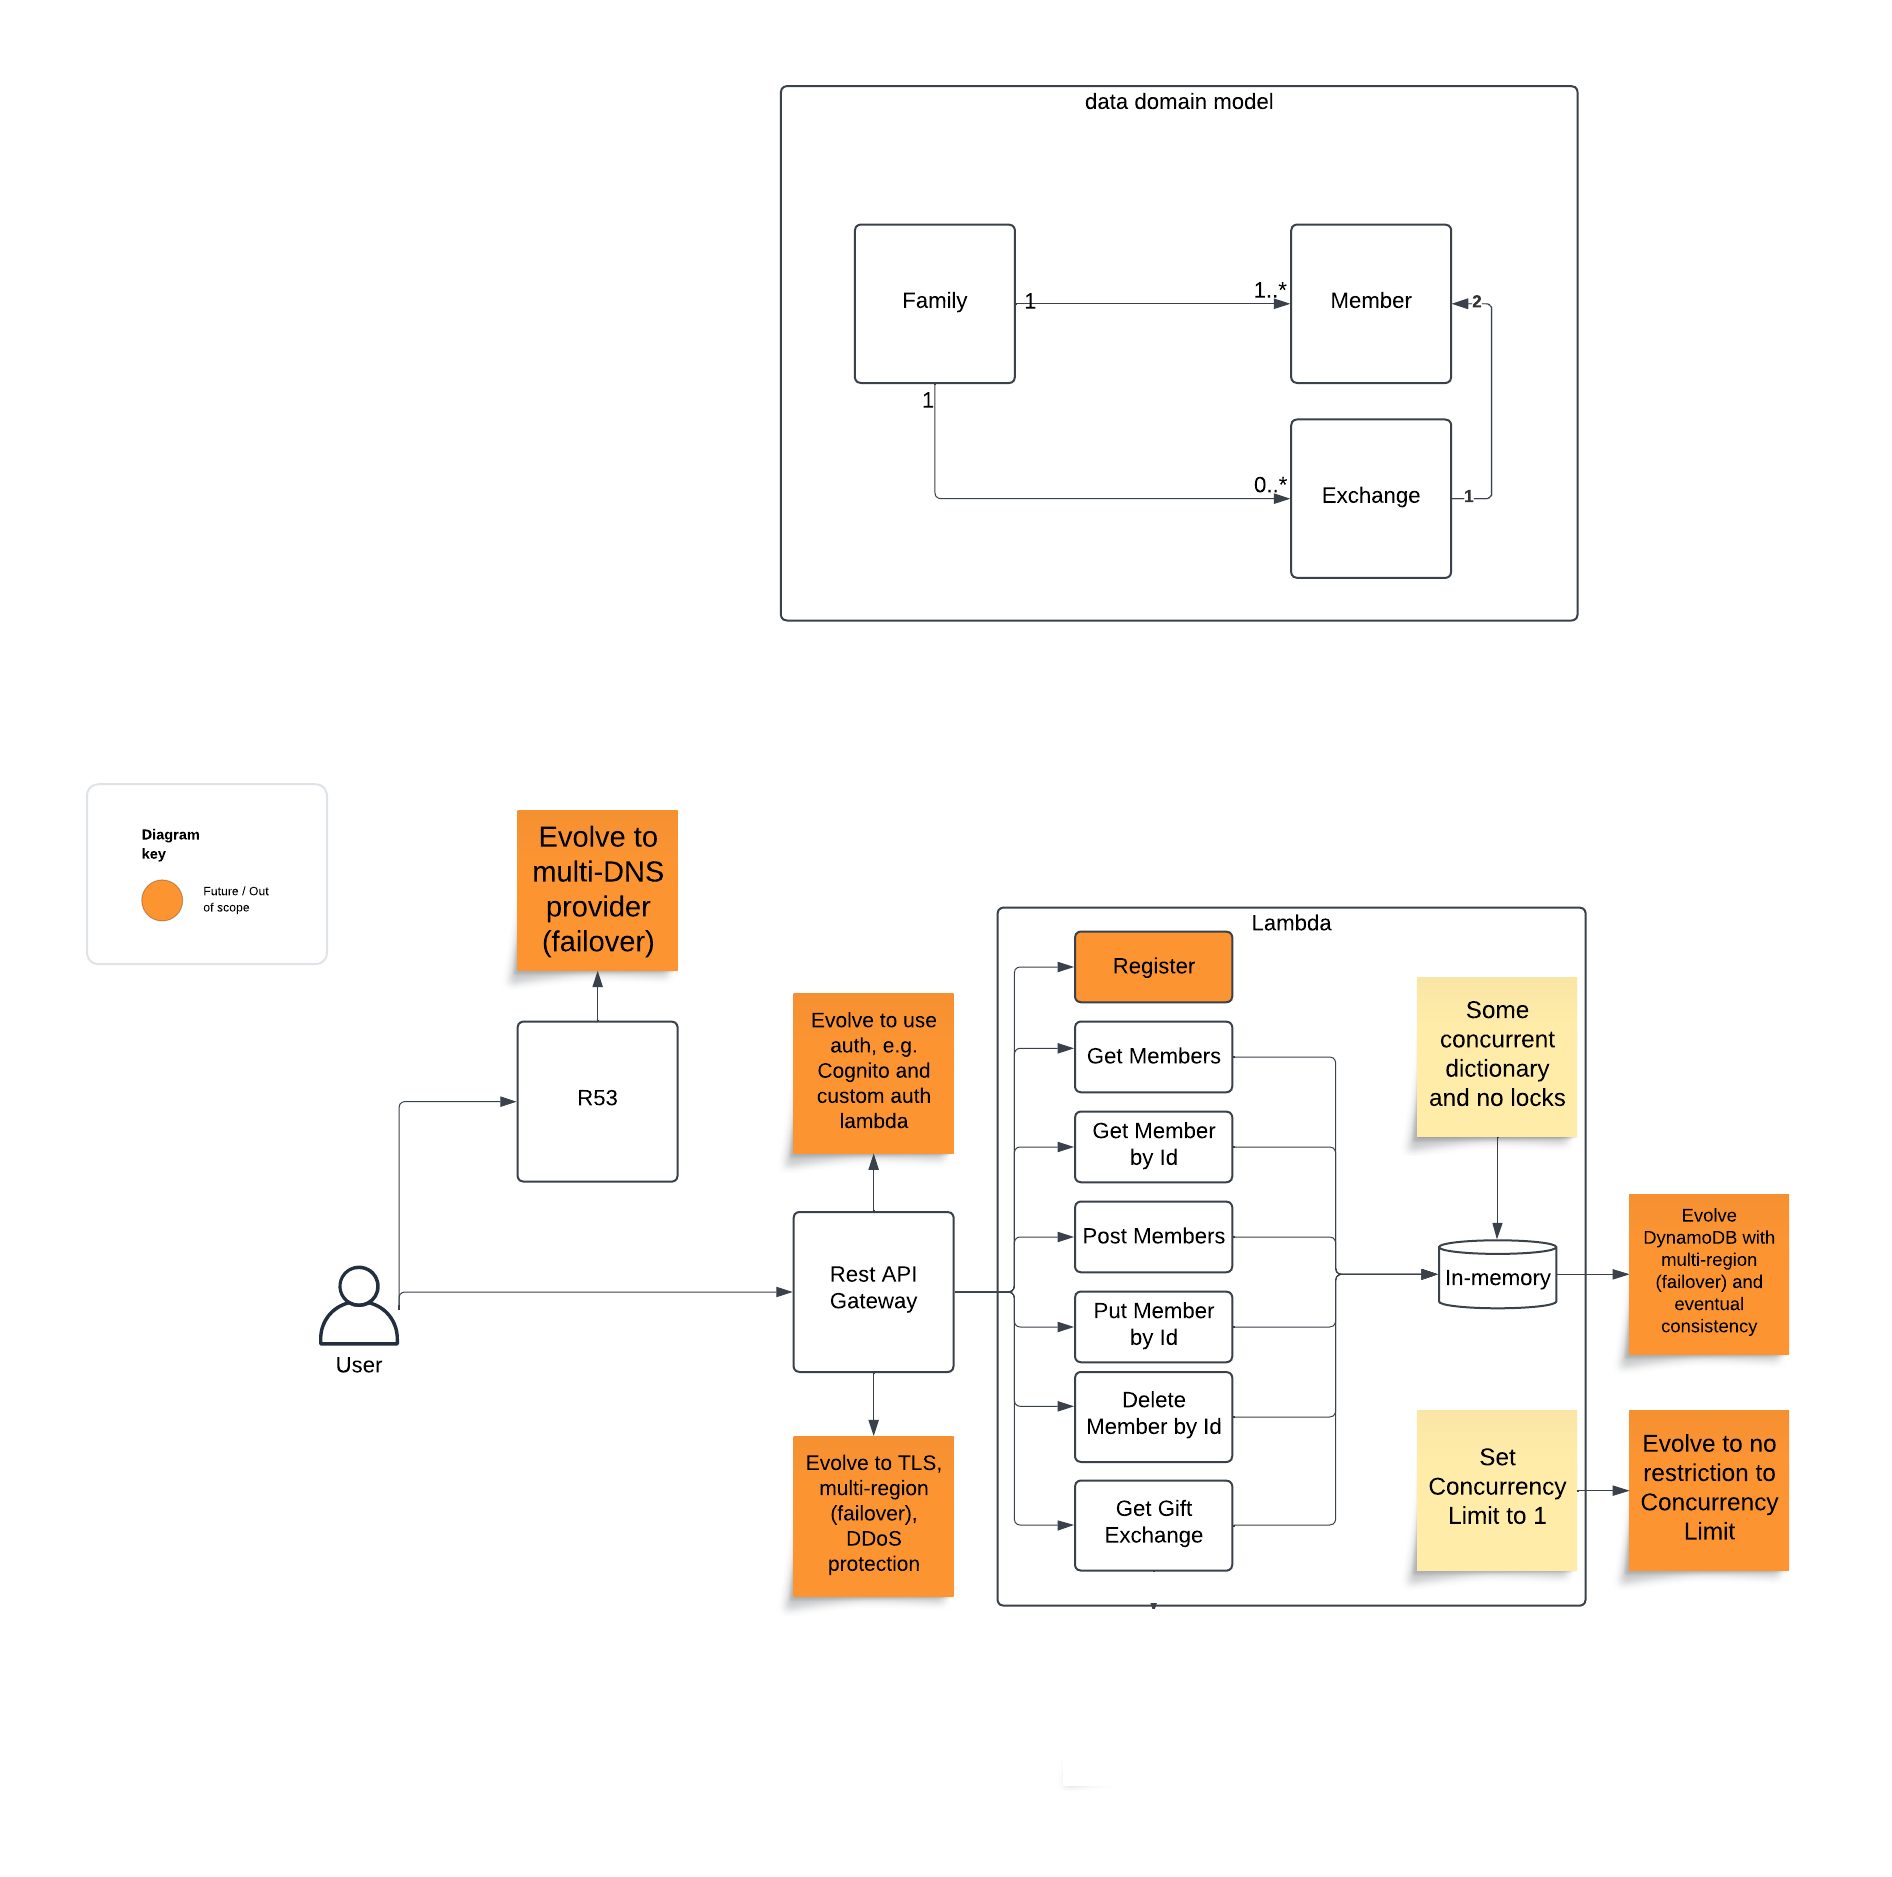 data domain model
Family
1
1..*
Member
2
1
0..*
Exchange
1
Diagram
key
Future / Out
of scope
Evolve to
multi-DNS
provider
(failover)
R53
User
Evolve to use
auth, e.g.
Cognito and
custom auth
lambda
Rest API
Gateway
Evolve to TLS,
multi-region
(failover),
DDoS
protection
Lambda
Register
Get Members
Get Member
by Id
Post Members
Put Member
by Id
Delete
Member by Id
Get Gift
Exchange
Some
concurrent
dictionary
and no locks
In-memory
Set
Concurrency
Limit to 1
Evolve
DynamoDB with
multi-region
(failover) and
eventual
consistency
Evolve to no
restriction to
Concurrency
Limit